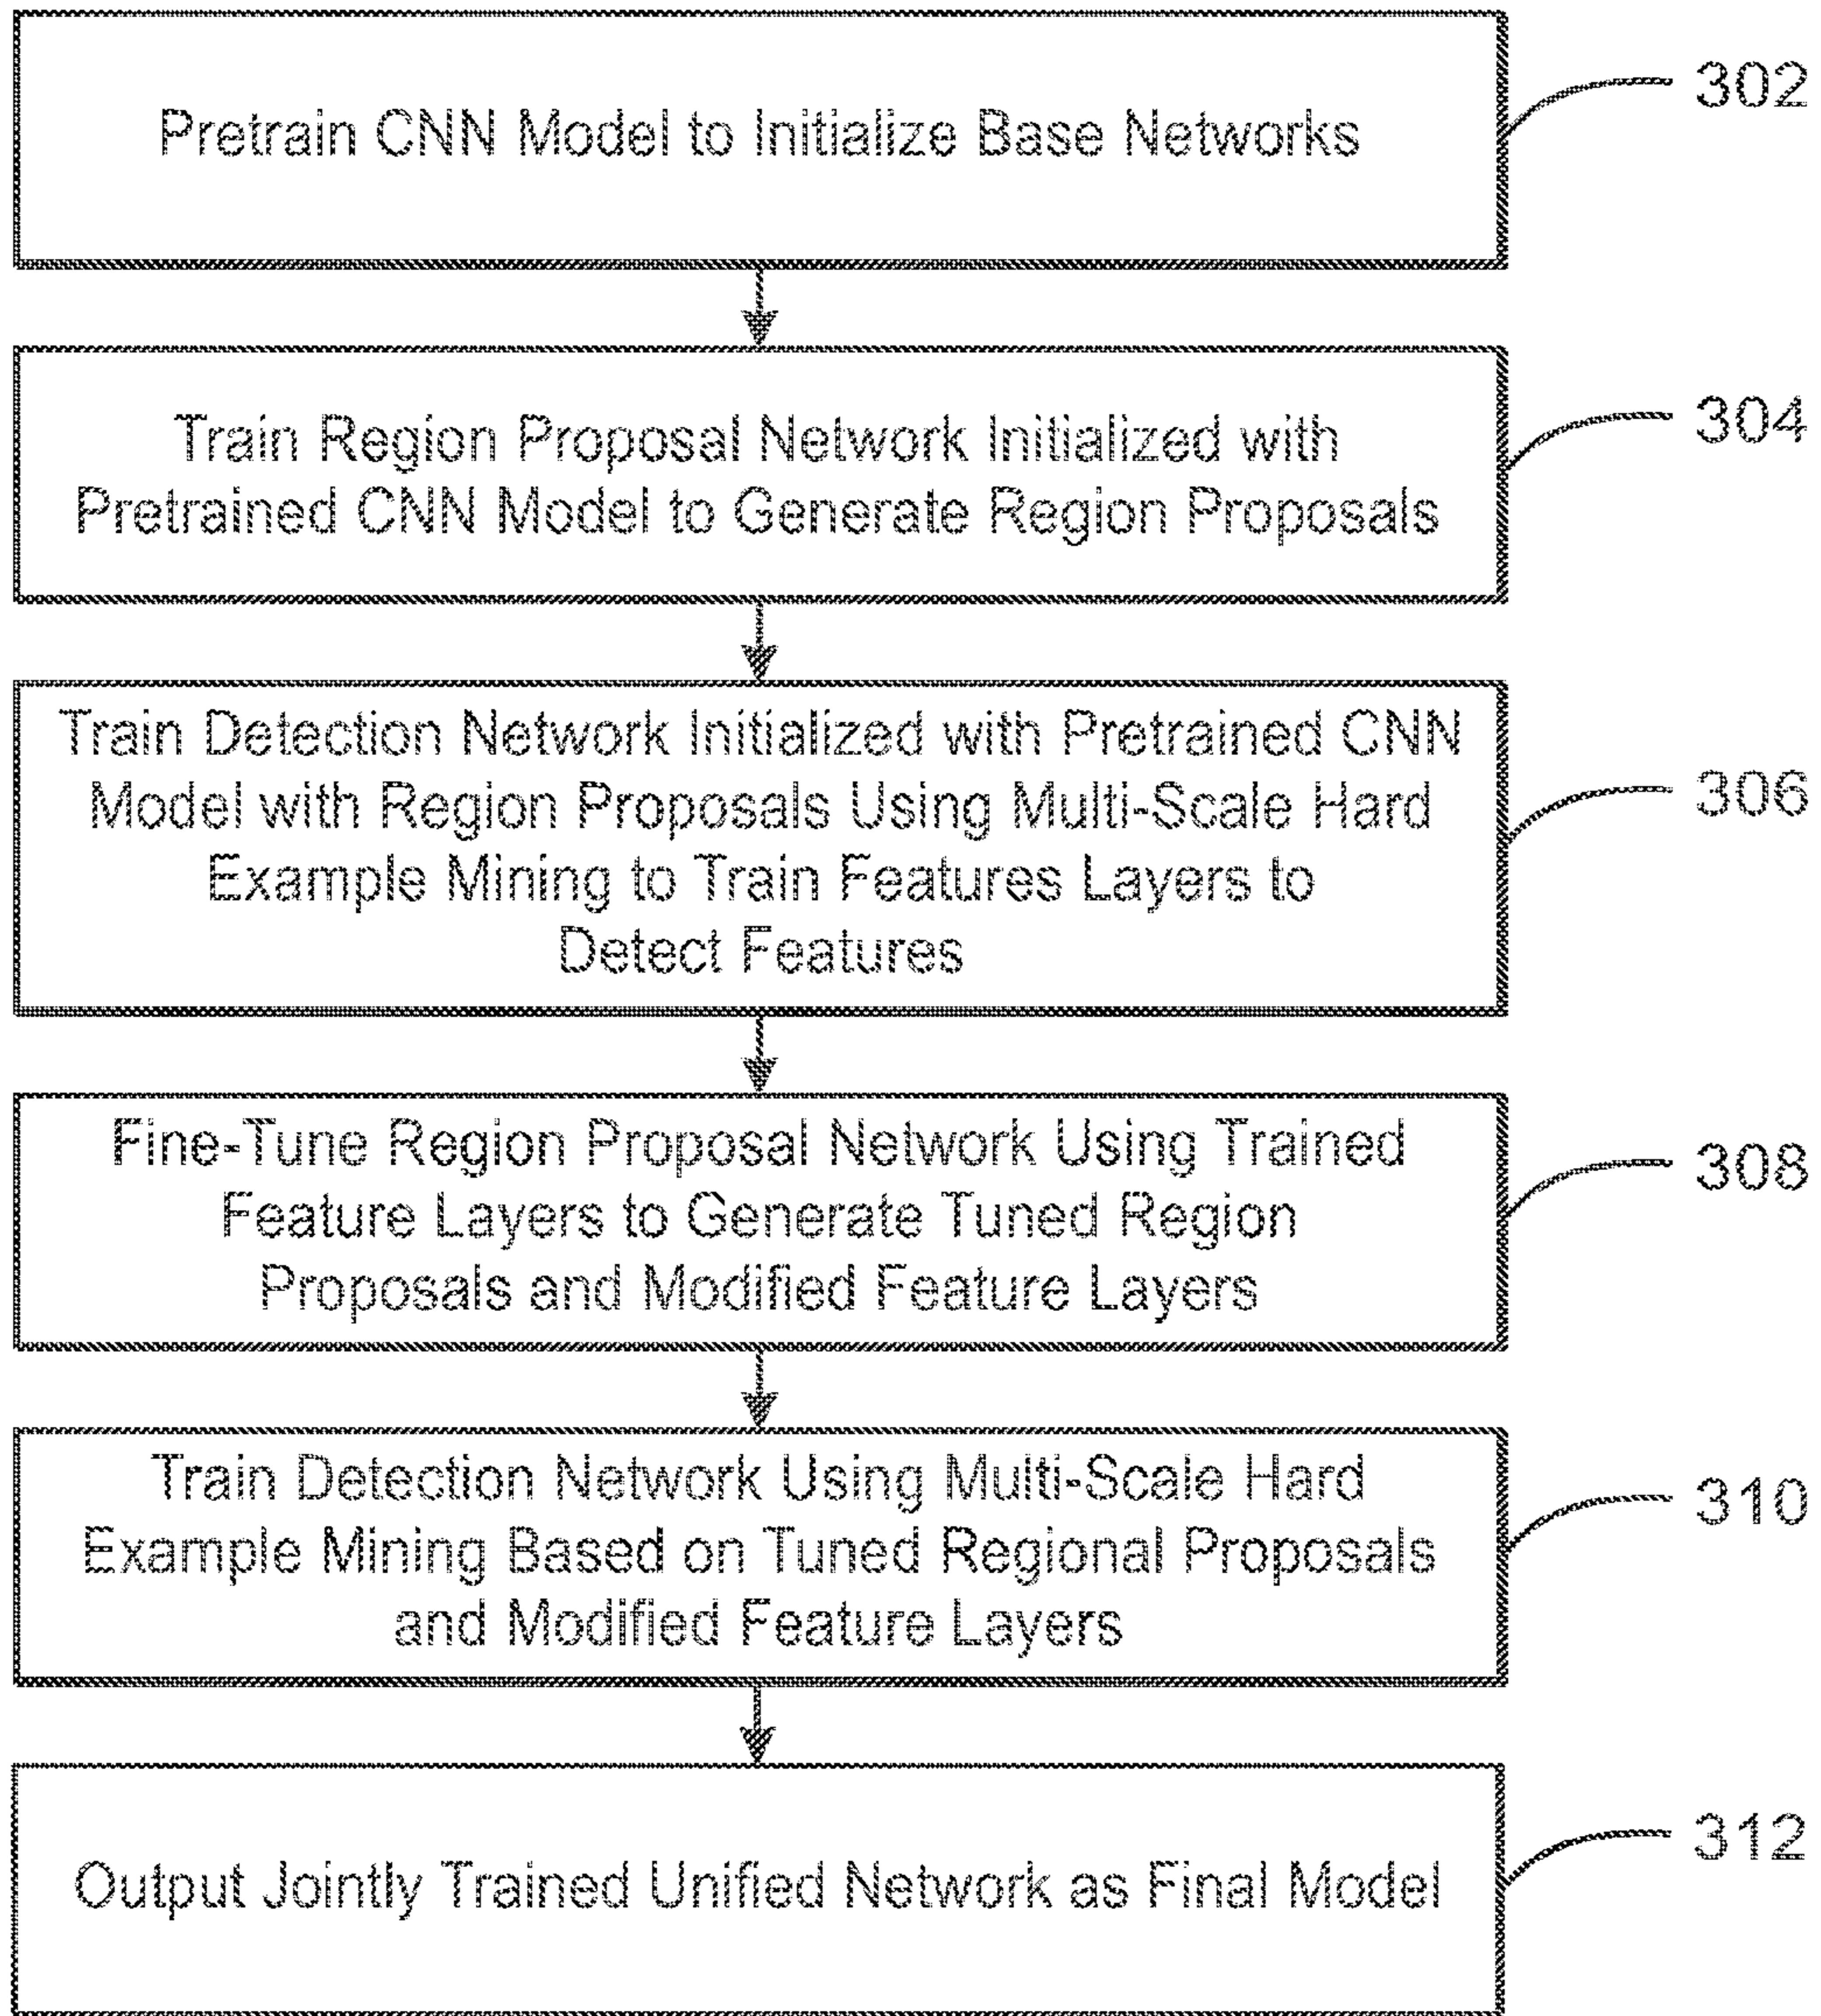 Pretrain CNN Model to Initialize Base Networks
302
Train Region Proposal Network Initialized with
Pretrained CNN Model to Generate Region Proposals
304
Train Detection Network Initialized with Pretrained CNN
Model with Region Proposals Using Multi-Scale Hard
Example Mining to Train Features Layers to
Detect Features
306
Fine-Tune Region Proposal Network Using Trained
Feature Layers to Generate Tuned Region
Proposals and Modified Feature Layers
308
Train Detection Network Using Multi-Scale Hard
Example Mining Based on Tuned Regional Proposals
and Modified Feature Layers
310
Output Jointly Trained Unified Network as Final Model
312